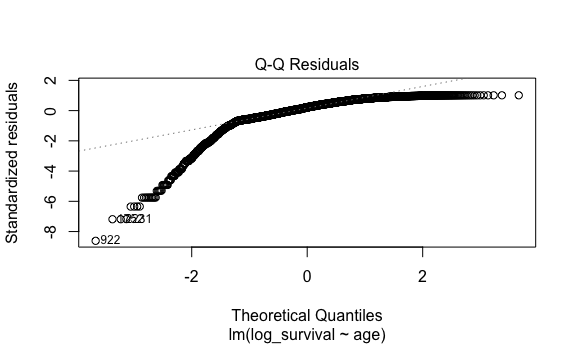 Q-Q Residuals
Standardized residuals
2
0
-2
-4
-6
-8
922
-2
0
2
Theoretical Quantiles
lm(log_survival ~ age)